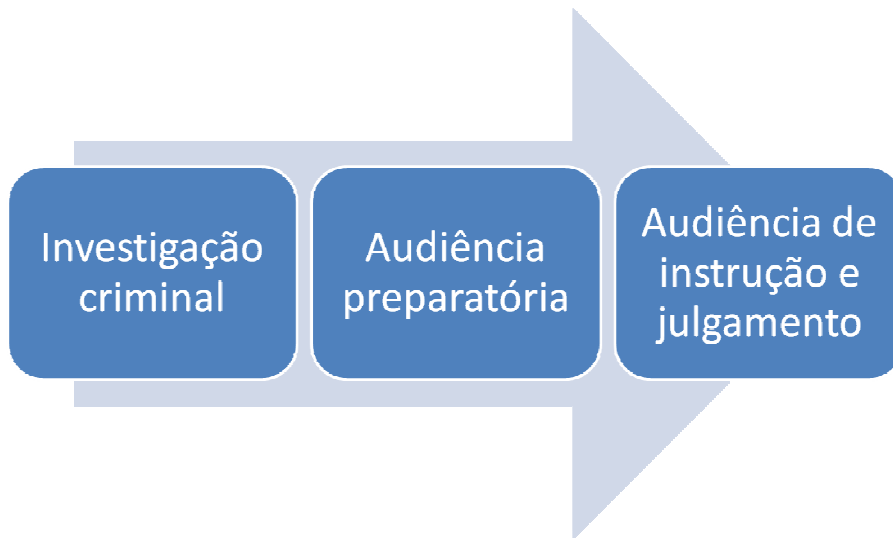 Investigação
criminal
Audiência
preparatória
Audiência de
instrução e
julgamento